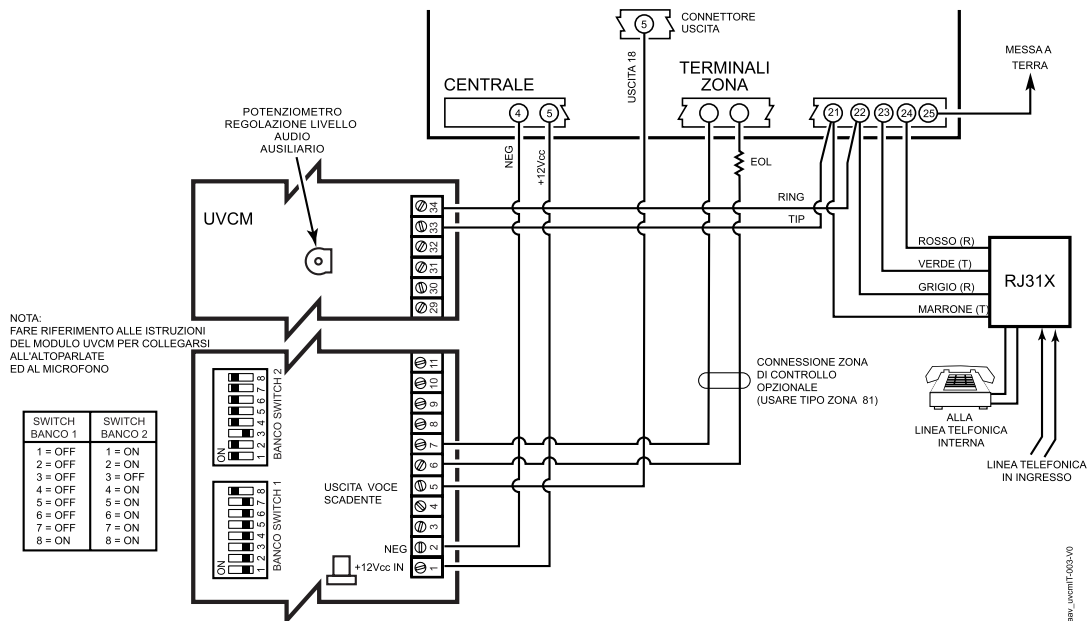 5
CONNETTORE
USCITA
USCITA 18
MESSA A
TERRA
CENTRALE
4
5
TERMINALI
ZONA
21
22
23
24
25
NEG
+12Vcc
EOL
POTENZIOMETRO
REGOLAZIONE LIVELLO
AUDIO
AUSILIARIO
UVCM
34
33
32
31
30
29
RING
TIP
ROSSO (R)
VERDE (T)
GRIGIO (R)
MARRONE (T)
RJ31X
NOTA:
FARE RIFERIMENTO ALLE ISTRUZIONI
DEL MODULO UVCM PER COLLEGARSI
ALL'ALTOPARLATE
ED AL MICROFONO
11
10
9
8
7
6
5
4
3
2
1
ON
1 2 3 4 5 6 7 8
BANCO SWITCH 2
ON
1 2 3 4 5 6 7 8
BANCO SWITCH 1
USCITA VOCE
SCADENTE
NEG
+12Vcc IN
CONNESSIONE ZONA
DI CONTROLLO
OPZIONALE
(USARE TIPO ZONA 81)
ALLA
LINEA TELFONICA
INTERNA
LINEA TELEFONICA
IN INGRESSO
SWITCH BANCO 1 SWITCH BANCO 2
1 = OFF 1 = ON
2 = OFF 2 = ON
3 = OFF 3 = OFF
4 = OFF 4 = ON
5 = OFF 5 = ON
6 = OFF 6 = ON
7 = OFF 7 = ON
8 = ON 8 = ON
aav_uvcmIT-003-V0